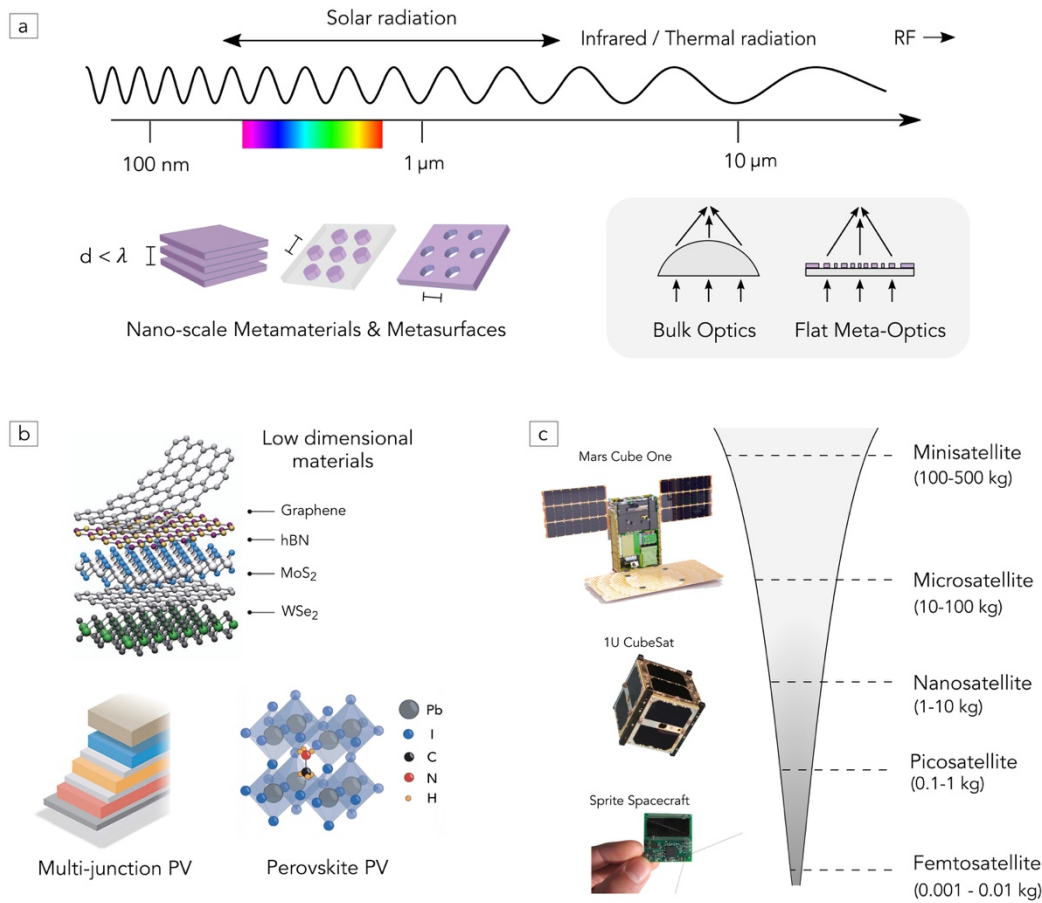 a
Solar radiation
Infrared / Thermal radiation
RF
100 nm
1 μm
10 μm
d < λ
Nano-scale Metamaterials & Metasurfaces
Bulk Optics
Flat Meta-Optics
b
Low dimensional
materials
Graphene
hBN
MoS₂
WSe₂
Multi-junction PV
Pb
I
C
N
H
Perovskite PV
c
Mars Cube One
1U CubeSat
Sprite Spacecraft
Minisatellite
(100-500 kg)
Microsatellite
(10-100 kg)
Nanosatellite
(1-10 kg)
Picosatellite
(0.1-1 kg)
Femtosatellite
(0.001 - 0.01 kg)